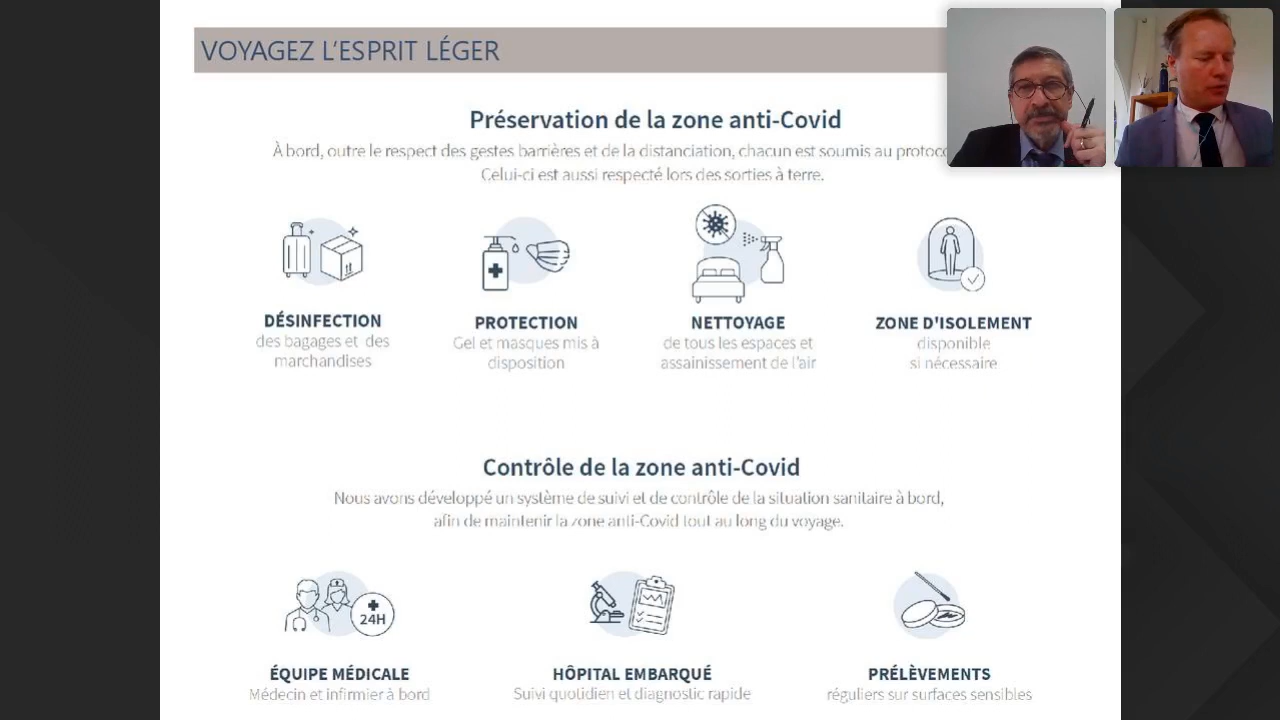 VOYAGEZ L'ESPRIT LÉGER
Préservation de la zone anti-Covid
À bord, outre le respect des gestes barrières et de la distanciation, chacun est soumis au
Celui-ci est aussi respecté lors des sorties à terre.
DÉSINFECTION
des bagages et des
marchandises
PROTECTION
Gel et masques mis à
disposition
NETTOYAGE
de tous les espaces et
assainissement de l'air
ZONE D'ISOLEMENT
disponible
si nécessaire
Contrôle de la zone anti-Covid
Nous avons développé un système de suivi et de contrôle de la situation sanitaire à bord,
afin de maintenir la zone anti-Covid tout au long du voyage.
24H
ÉQUIPE MÉDICALE
Médecin et infirmier à bord
HÔPITAL EMBARQUÉ
Suivi quotidien et diagnostic rapide
PRÉLÈVEMENTS
réguliers sur surfaces sensibles